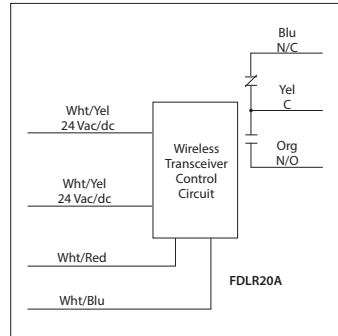 Blu
N/C
Yel
C
Org
N/O
Wht/Yel
24 Vac/dc
Wht/Yel
24 Vac/dc
Wireless
Transceiver
Control
Circuit
Wht/Red
FDLR20A
Wht/Blu